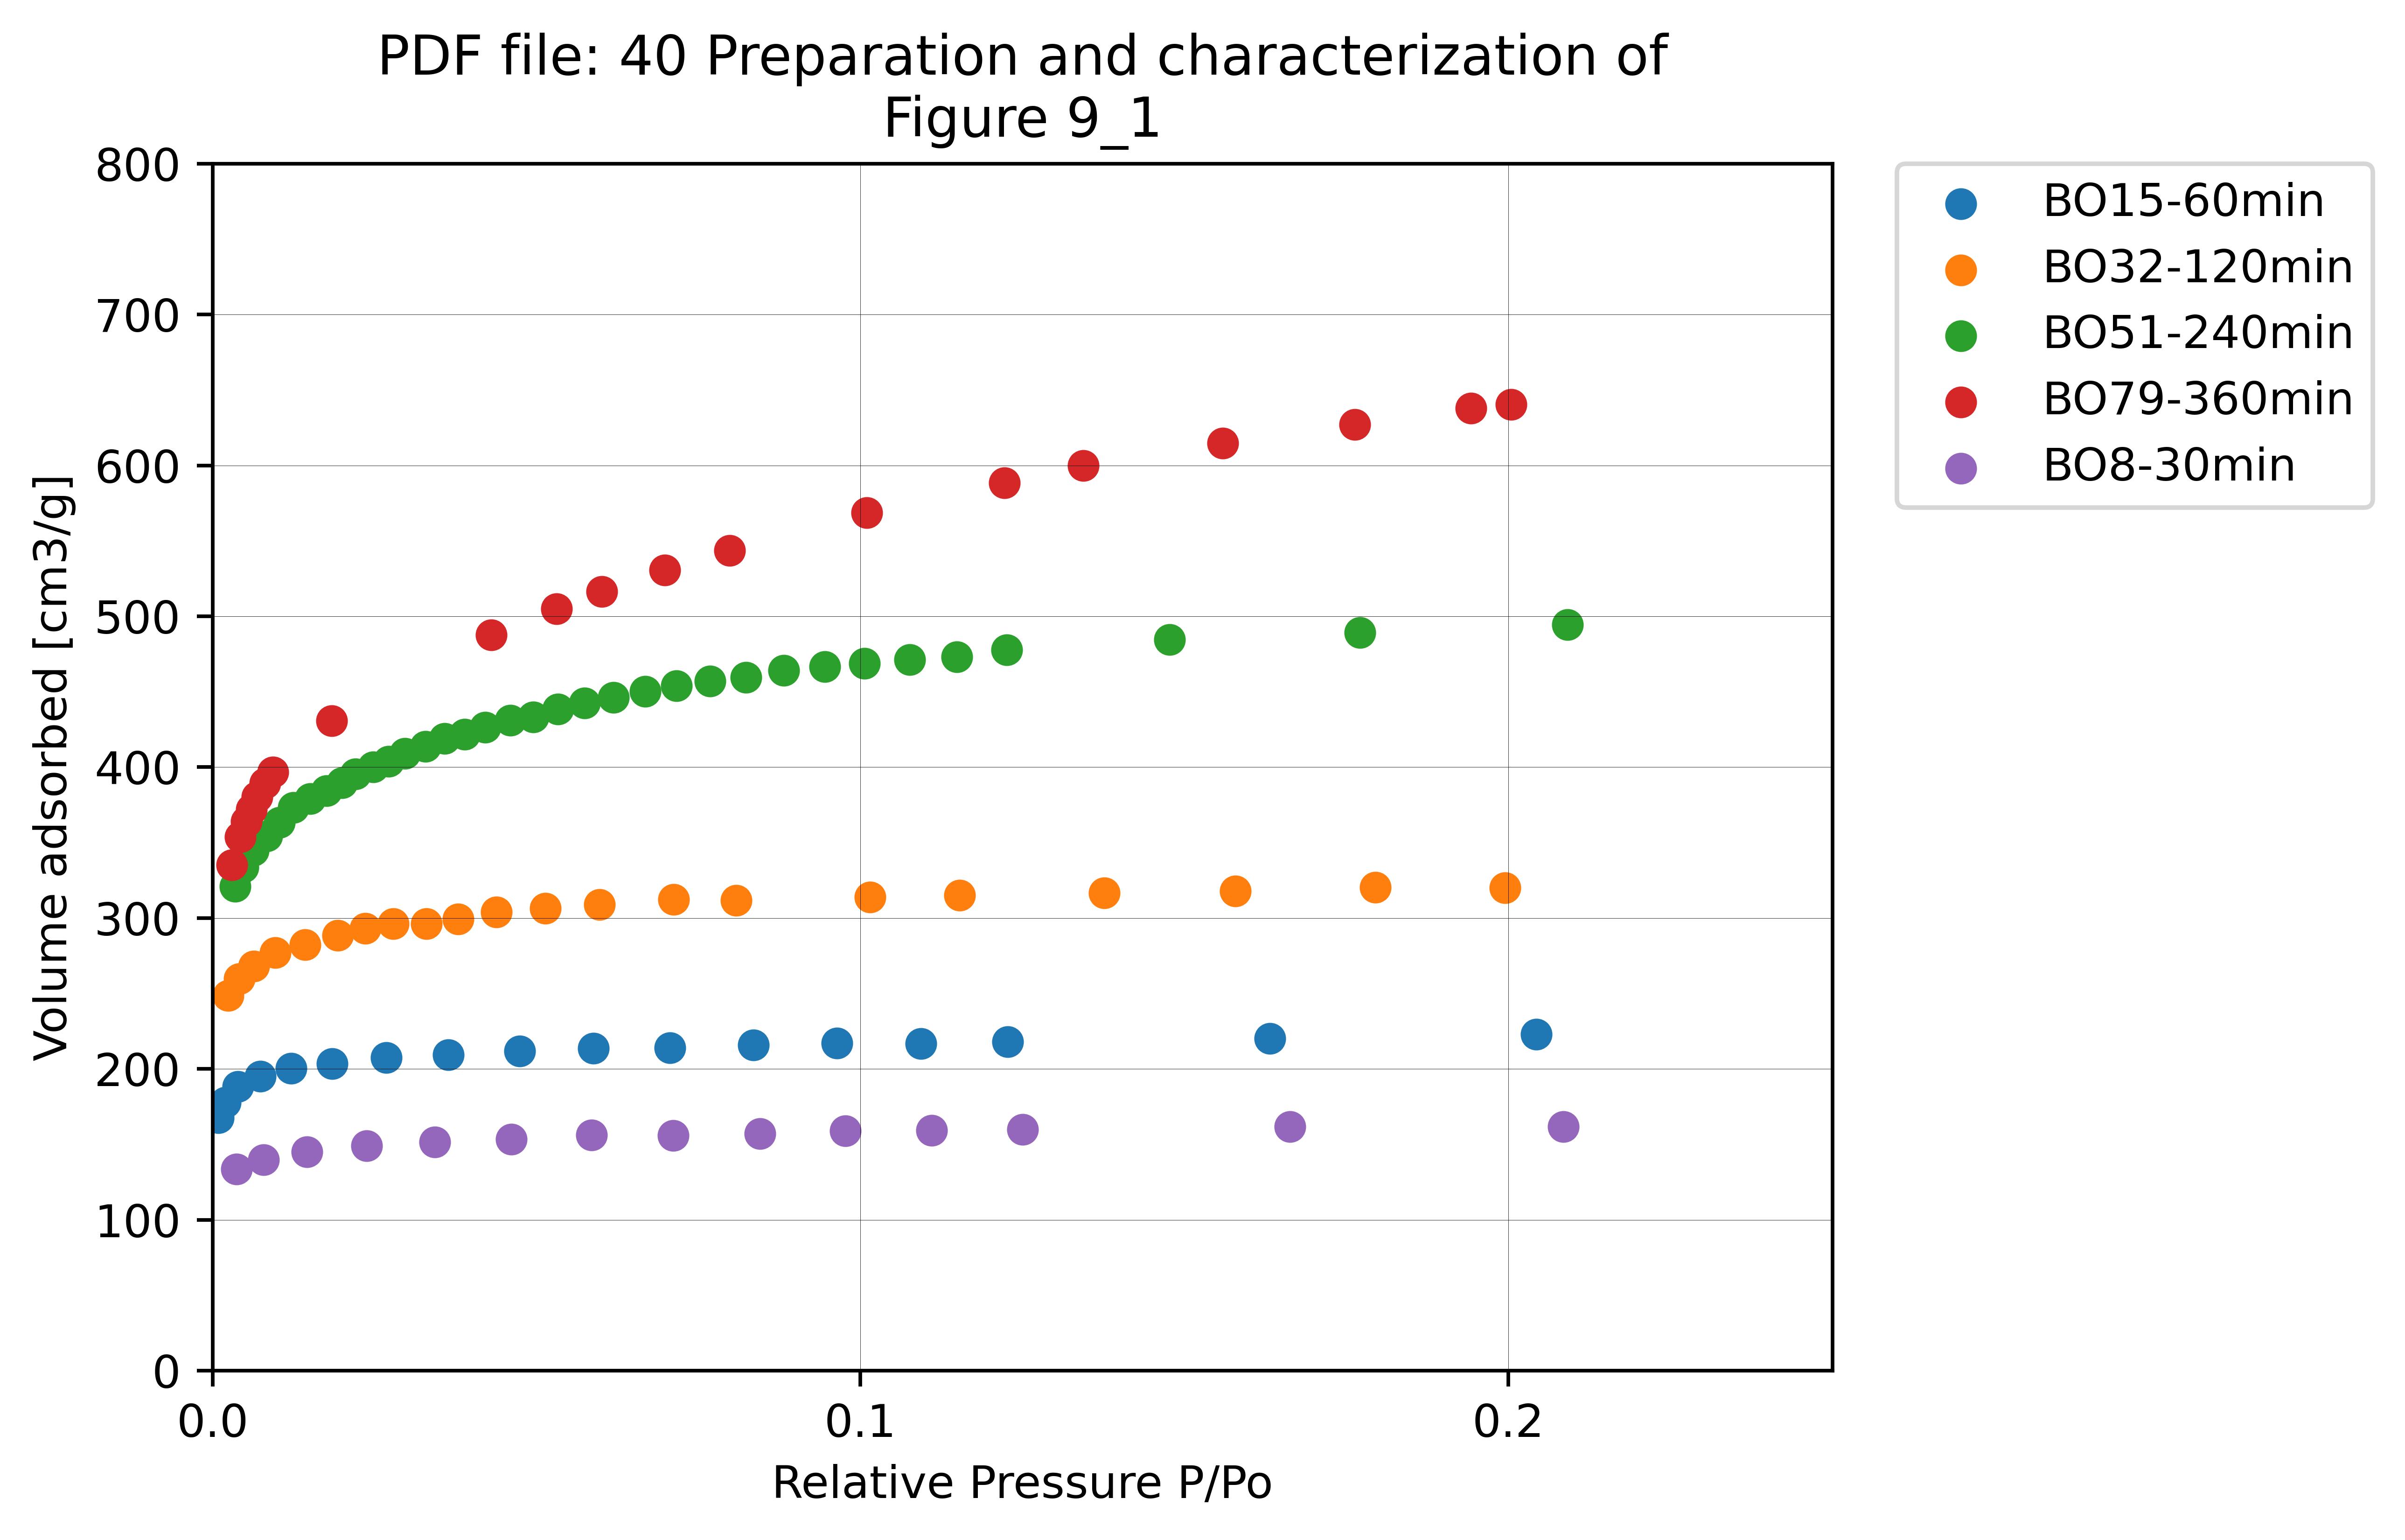 PDF file: 40 Preparation and characterization of
Figure 9_1
800
700
600
500
400
300
200
100
0
Volume adsorbed [cm3/g]
0.0
0.1
0.2
Relative Pressure P/Po
BO15-60min
BO32-120min
BO51-240min
BO79-360min
BO8-30min